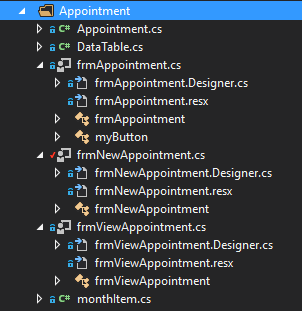 Appointment
C# Appointment.cs
C# DataTable.cs
frmAppointment.cs
frmAppointment.Designer.cs
frmAppointment.resx
frmAppointment
myButton
frmNewAppointment.cs
frmNewAppointment.Designer.cs
frmNewAppointment.resx
frmNewAppointment
frmViewAppointment.cs
frmViewAppointment.Designer.cs
frmViewAppointment.resx
frmViewAppointment
C# monthItem.cs